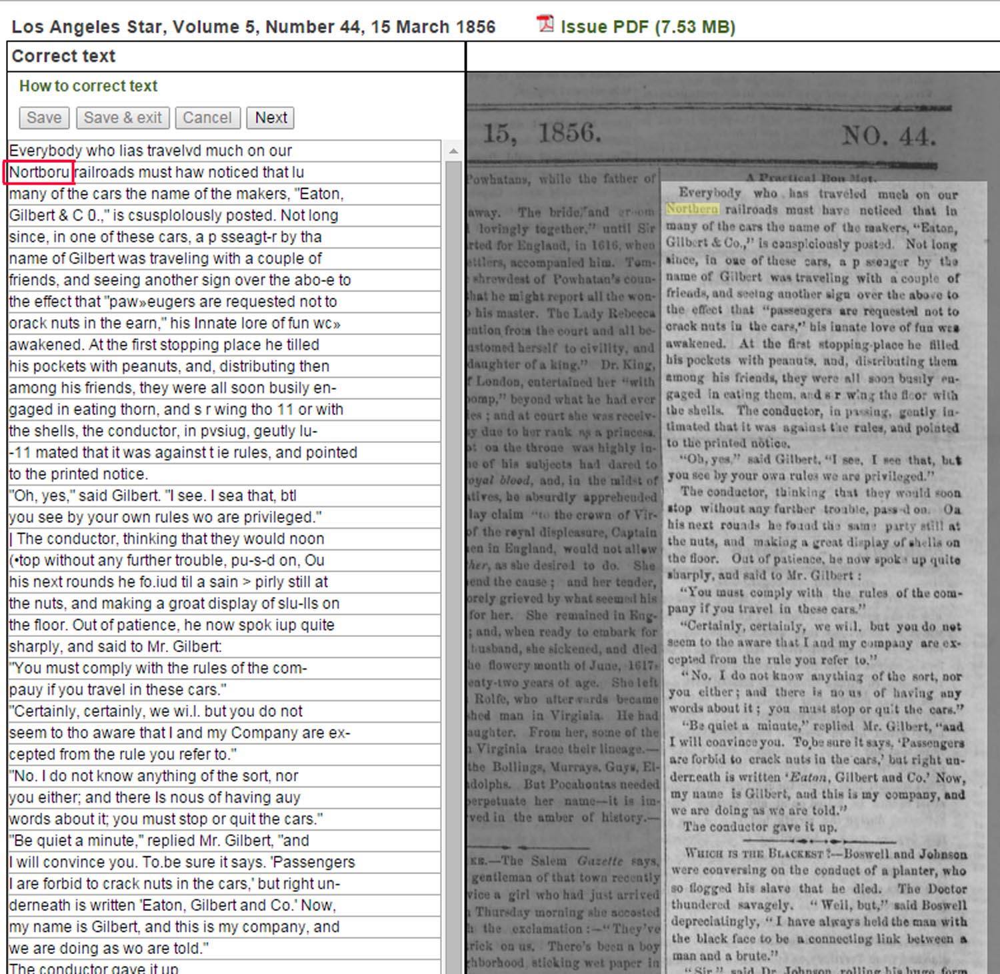 Los Angeles Star, Volume 5, Number 44, 15 March 1856
Issue PDF (7.53 MB)
Correct text
How to correct text
Save
Save & exit
Cancel
Next
Everybody who lias travelvd much on our
Nortboru railroads must haw noticed that lu
many of the cars the name of the makers, "Eaton,
Gilbert & C 0.," is csusplolously posted. Not long
since, in one of these cars, a p sseagt-r by tha
name of Gilbert was traveling with a couple of
friends, and seeing another sign over the abo-e to
the effect that "paw»eugers are requested not to
orack nuts in the earn," his Innate lore of fun wc»
awakened. At the first stopping place he tilled
his pockets with peanuts, and, distributing then
among his friends, they were all soon busily en-
gaged in eating thorn, and s r wing tho 11 or with
the shells, the conductor, in pvsiug, geutly lu-
-11 mated that it was against t ie rules, and pointed
to the printed notice.
"Oh, yes," said Gilbert. "I see. I sea that, btl
you see by your own rules wo are privileged."
| The conductor, thinking that they would noon
(•top without any further trouble, pu-s-d on, Ou
his next rounds he fo.iud til a sain > pirly still at
the nuts, and making a groat display of slu-lls on
the floor. Out of patience, he now spok iup quite
sharply, and said to Mr. Gilbert:
"You must comply with the rules of the com-
pauy if you travel in these cars."
"Certainly, certainly, we wi.l. but you do not
seem to tho aware that I and my Company are ex-
cepted from the rule you refer to."
"No. I do not know anything of the sort, nor
you either; and there Is nous of having auy
words about it; you must stop or quit the cars."
"Be quiet a minute," replied Mr. Gilbert, "and
I will convince you. To.be sure it says. 'Passengers
I are forbid to crack nuts in the cars,' but right un-
derneath is written 'Eaton, Gilbert and Co.' Now,
my name is Gilbert, and this is my company, and
we are doing as wo are told."
The conductor gave it up
15, 1856.
NO. 44.
Powhatans, while the father of
away. The bride, and groom
lovingly together," until Sir
rted for England, in 1616, when
ettlers, accompanied him. Tom-
shrewdest of Powhatan's coun-
that he might report all the won-
his master. The Lady Rebecca
ention from the court and all be-
ustomed herself to civility, and
daughter of a king." Dr. King,
f London, entertained her "with
pomp," beyond what he had ever
ies; and at court she was receiv-
y due to her rank as a princess.
at on the throne was highly in-
ne of his subjects had dared to
oyal blood, and, in the midst of
atives, he absurdly apprehended
lay claim "to the crown of Vir-
of the royal displeasure, Captain
en in England, would not allow
her, as she desired to do. She
end the cause; and her tender,
orely grieved by what seemed his
for her. She remained in Eng-
; and, when ready to embark for
husband, she sickened, and died
he flowery month of June, 1617,
enty-two years of age. She left
Rolfe, who afterwards became
shed man in Virginia. He had
aughter. From her, some of the
Virginia trace their lineage.—
the Bollings, Murrays, Guys, El-
dolphs. But Pocahontas needed
perpetuate her name—it is im-
ved in the amber of history.—
KE.—The Salem Gazette says,
gentleman of that town recently
vice a girl who had just arrived
Thursday morning she accosted
h the exclamation:—"They've
rick on us. There's been a boy
ghborhood, sticking wet paper in
A Practical Bon Mot.
Everybody who has traveled much on our
Northern railroads must have noticed that in
many of the cars the name of the makers, "Eaton,
Gilbert & Co.," is conspiciously posted. Not long
since, in one of these cars, a p sseager by the
name of Gilbert was traveling with a couple of
friends, and seeing another sign over the above to
the effect that "passengers are requested not to
crack nuts in the cars," his innate love of fun was
awakened. At the first stopping-place he filled
his pockets with peanuts, and, distributing them
among his friends, they were all soon busily en-
gaged in eating them, and s r wing the floor with
the shells. The conductor, in passing, gently in-
timated that it was against the rules, and pointed
to the printed notice.
"Oh, yes," said Gilbert, "I see, I see that, but
you see by your own rules we are privileged."
The conductor, thinking that they would soon
stop without any further trouble, pass-d on. On
his next rounds he found the same party still at
the nuts, and making a great display of shells on
the floor. Out of patience, he now spoke up quite
sharply, and said to Mr. Gilbert:
"You must comply with the rules of the com-
pany if you travel in these cars."
"Certainly, certainly, we will, but you do not
seem to the aware that I and my company are ex-
cepted from the rule you refer to."
"No. I do not know anything of the sort, nor
you either; and there is no us of having any
words about it; you must stop or quit the cars."
"Be quiet a minute," replied Mr. Gilbert, "and
I will convince you. To be sure it says, 'Passengers
are forbid to crack nuts in the cars,' but right un-
derneath is written 'Eaton, Gilbert and Co.' Now,
my name is Gilbert, and this is my company, and
we are doing as we are told."
The conductor gave it up.
WHICH IS THE BLACKEST?—Boswell and Johnson
were conversing on the conduct of a planter, who
so flogged his slave that he died. The Doctor
thundered savagely. "Well, but," said Boswell
depreciatingly, "I have always held the man with
the black face to be a connecting link between a
man and a brute."
"Sir," said Dr. Johnson, rolling his huge form